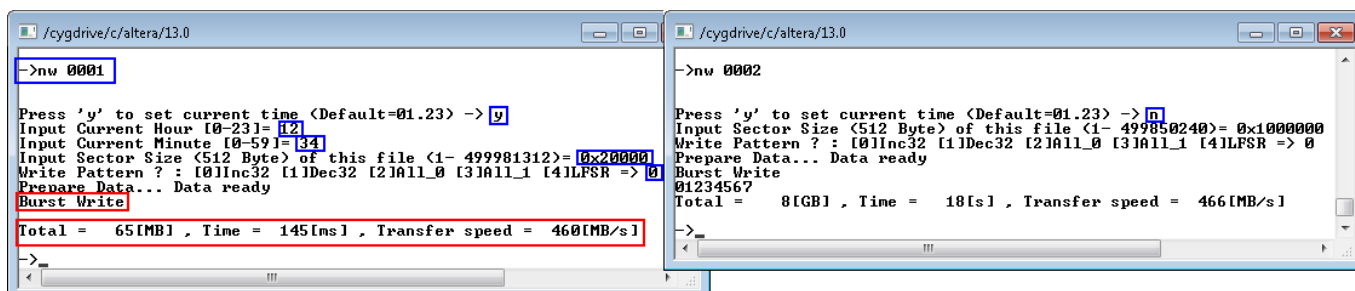 /cygdrive/c/altera/13.0
->nw 0001
Press 'y' to set current time (Default=01.23) -> y
Input Current Hour [0-23]= 12
Input Current Minute [0-59]= 34
Input Sector Size (512 Byte) of this file (1- 499981312)= 0x20000
Write Pattern ? : [0]Inc32 [1]Dec32 [2]All_0 [3]All_1 [4]LFSR => 0
Prepare Data... Data ready
Burst Write
Total =   65[MB] , Time =  145[ms] , Transfer speed =  460[MB/s]
->_
/cygdrive/c/altera/13.0
->nw 0002
Press 'y' to set current time (Default=01.23) -> n
Input Sector Size (512 Byte) of this file (1- 499850240)= 0x1000000
Write Pattern ? : [0]Inc32 [1]Dec32 [2]All_0 [3]All_1 [4]LFSR => 0
Prepare Data... Data ready
Burst Write
01234567
Total =    8[GB] , Time =   18[s] , Transfer speed =  466[MB/s]
->_